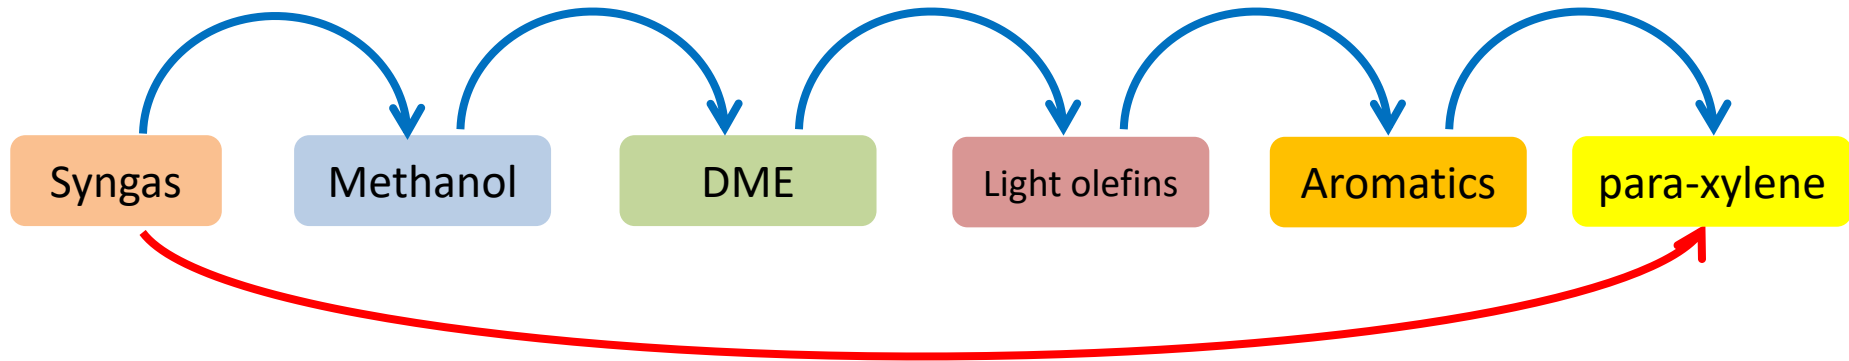 Syngas
Methanol
DME
Light olefins
Aromatics
para-xylene